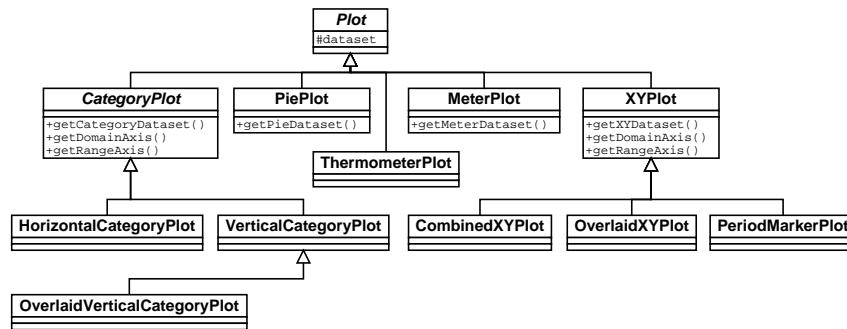 Plot
#dataset
CategoryPlot
+getCategoryDataset()
+getDomainAxis()
+getRangeAxis()
PiePlot
+getPieDataset()
MeterPlot
+getMeterDataset()
XYPlot
+getXYDataset()
+getDomainAxis()
+getRangeAxis()
ThermometerPlot
HorizontalCategoryPlot
VerticalCategoryPlot
CombinedXYPlot
OverlaidXYPlot
PeriodMarkerPlot
OverlaidVerticalCategoryPlot